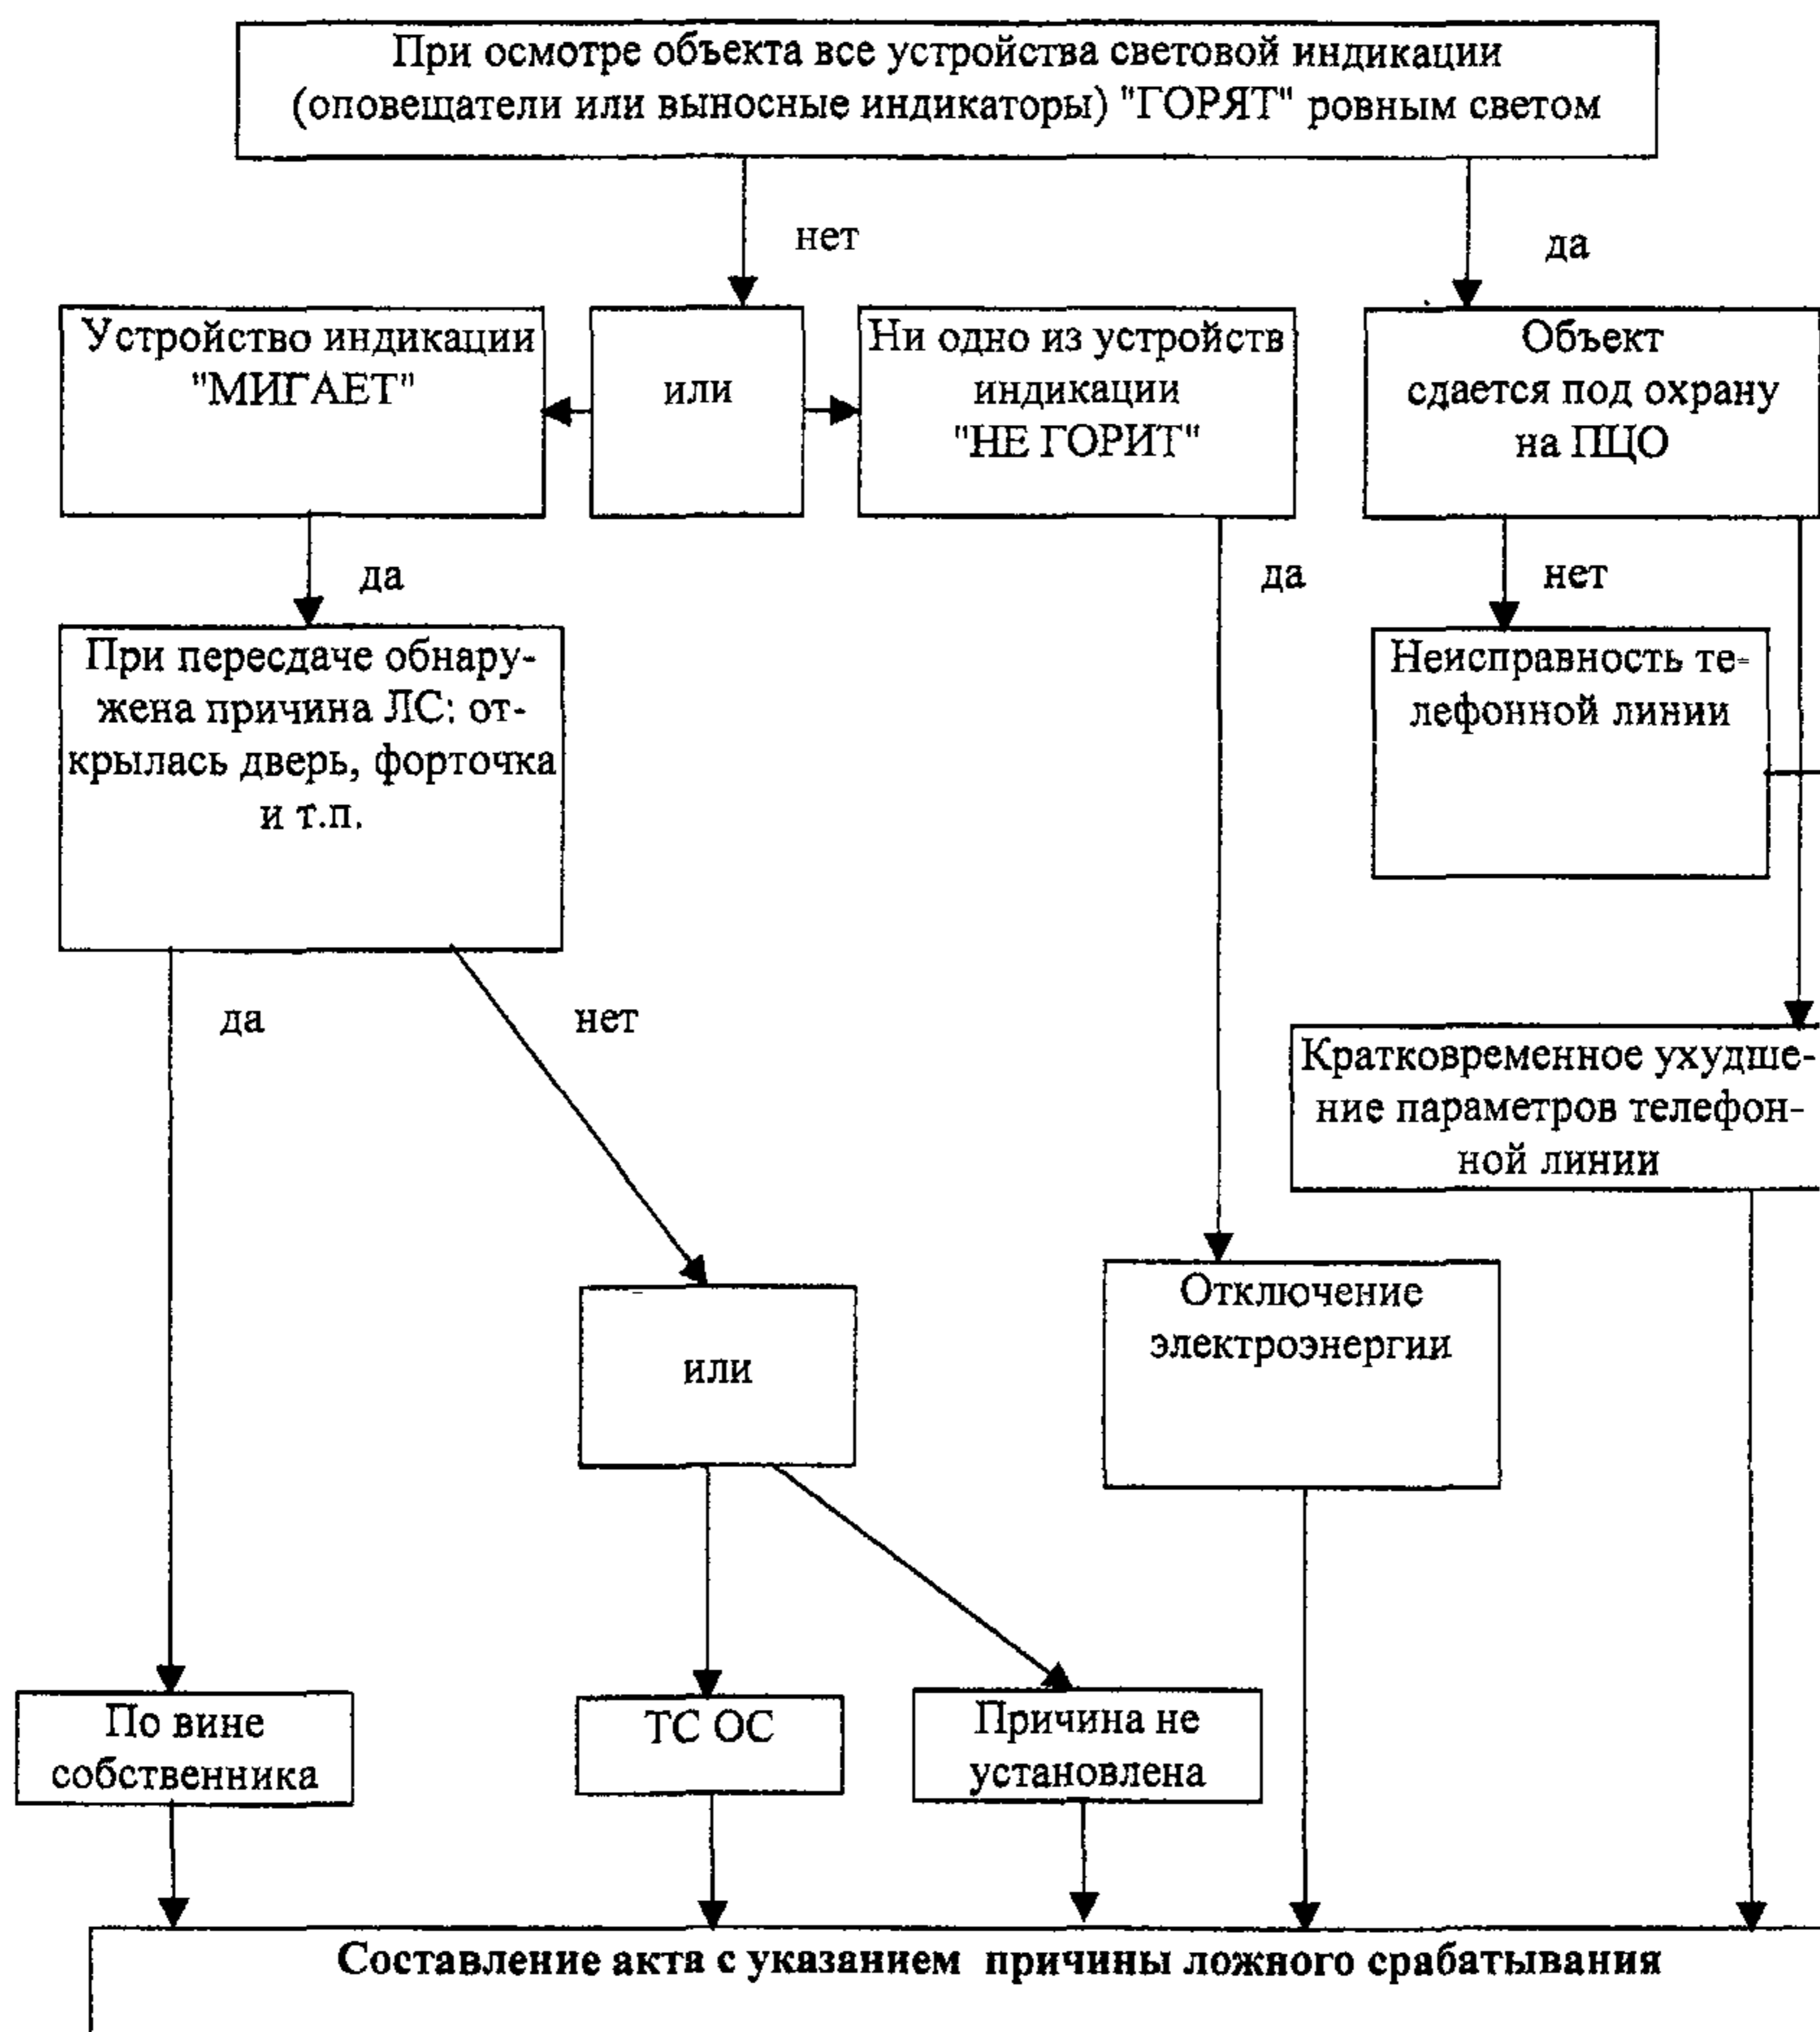 При осмотре объекта все устройства световой индикации
(оповещатели или выносные индикаторы) "ГОРЯТ" ровным светом
нет
да
Устройство индикации
"МИГАЕТ"
или
Ни одно из устройств
индикации
"НЕ ГОРИТ"
Объект
сдается под охрану
на ПЦО
да
да
нет
При пересдаче обнару-
жена причина ЛС: от-
крылась дверь, форточка
и т.п.
Неисправность те-
лефонной линии
да
нет
Кратковременное ухудше-
ние параметров телефон-
ной линии
или
Отключение
электроэнергии
По вине
собственника
ТС ОС
Причина не
установлена
Составление акта с указанием причины ложного срабатывания